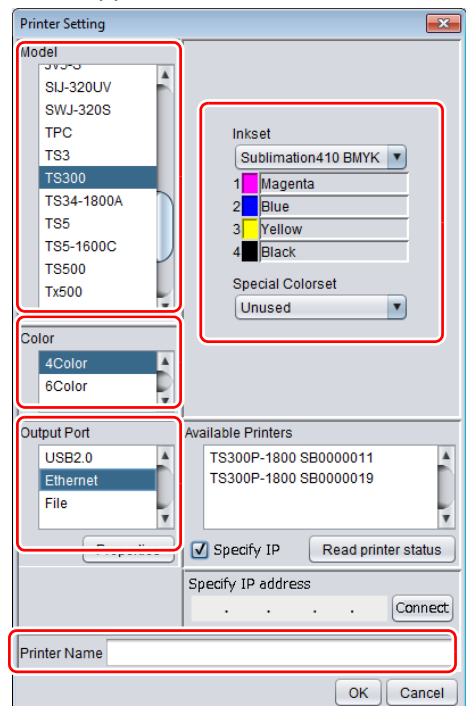 Printer Setting
Model
SIJ-320UV
SWJ-320S
TPC
TS3
TS300
TS34-1800A
TS5
TS5-1600C
TS500
Tx500
Inkset
Sublimation410 BMYK
1 Magenta
2 Blue
3 Yellow
4 Black
Special Colorset
Unused
Color
4Color
6Color
Output Port
USB2.0
Ethernet
File
Available Printers
TS300P-1800 SB0000011
TS300P-1800 SB0000019
Specify IP
Read printer status
Specify IP address
. . . .
Connect
Printer Name
OK
Cancel